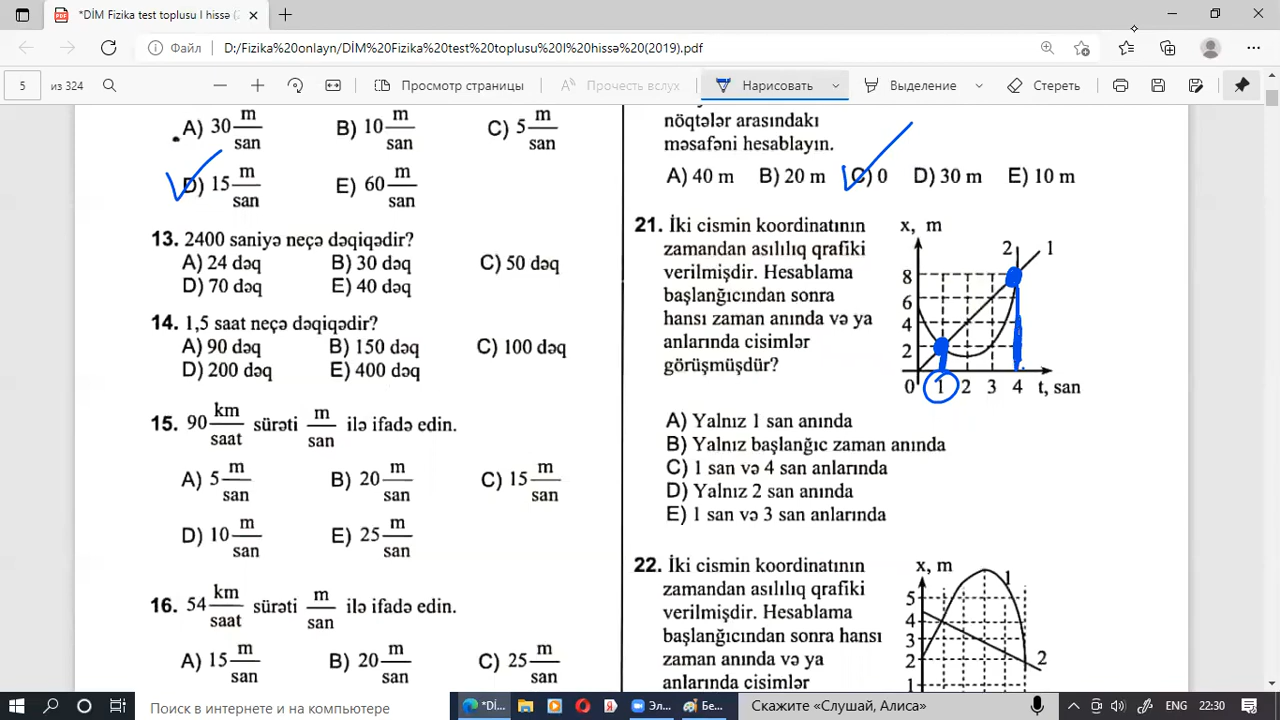 *DİM Fizika test toplusu I hissə (2
Файл
D:/Fizika%20onlayn/DİM%20Fizika%20test%20toplusu%20I%20hissə%20(2019).pdf
5
из 324
Просмотр страницы
Прочесть вслух
Нарисовать
Выделение
Стереть
A) 30 m/san B) 10 m/san C) 5 m/san
D) 15 m/san E) 60 m/san
13. 2400 saniyə neçə dəqiqədir?
A) 24 dəq B) 30 dəq C) 50 dəq
D) 70 dəq E) 40 dəq
14. 1,5 saat neçə dəqiqədir?
A) 90 dəq B) 150 dəq C) 100 dəq
D) 200 dəq E) 400 dəq
15. 90 km/saat sürəti m/san ilə ifadə edin.
A) 5 m/san B) 20 m/san C) 15 m/san
D) 10 m/san E) 25 m/san
16. 54 km/saat sürəti m/san ilə ifadə edin.
A) 15 m/san B) 20 m/san C) 25 m/san
nöqtələr arasındakı
məsafəni hesablayın.
A) 40 m B) 20 m C) 0 D) 30 m E) 10 m
21. İki cismin koordinatının
zamandan asılılıq qrafiki
verilmişdir. Hesablama
başlanğıcından sonra
hansı zaman anında və ya
anlarında cisimlər
görüşmüşdür?
x, m
2 1
8
6
4
2
0 1 2 3 4 t, san
A) Yalnız 1 san anında
B) Yalnız başlanğıc zaman anında
C) 1 san və 4 san anlarında
D) Yalnız 2 san anında
E) 1 san və 3 san anlarında
22. İki cismin koordinatının
zamandan asılılıq qrafiki
verilmişdir. Hesablama
başlanğıcından sonra hansı
zaman anında və ya
anlarında cisimlər
x, m
1
5
4
3
2
2
1
Поиск в интернете и на компьютере
*Dİ
Эл...
Бе...
Скажите «Слушай, Алиса»
ENG
22:30